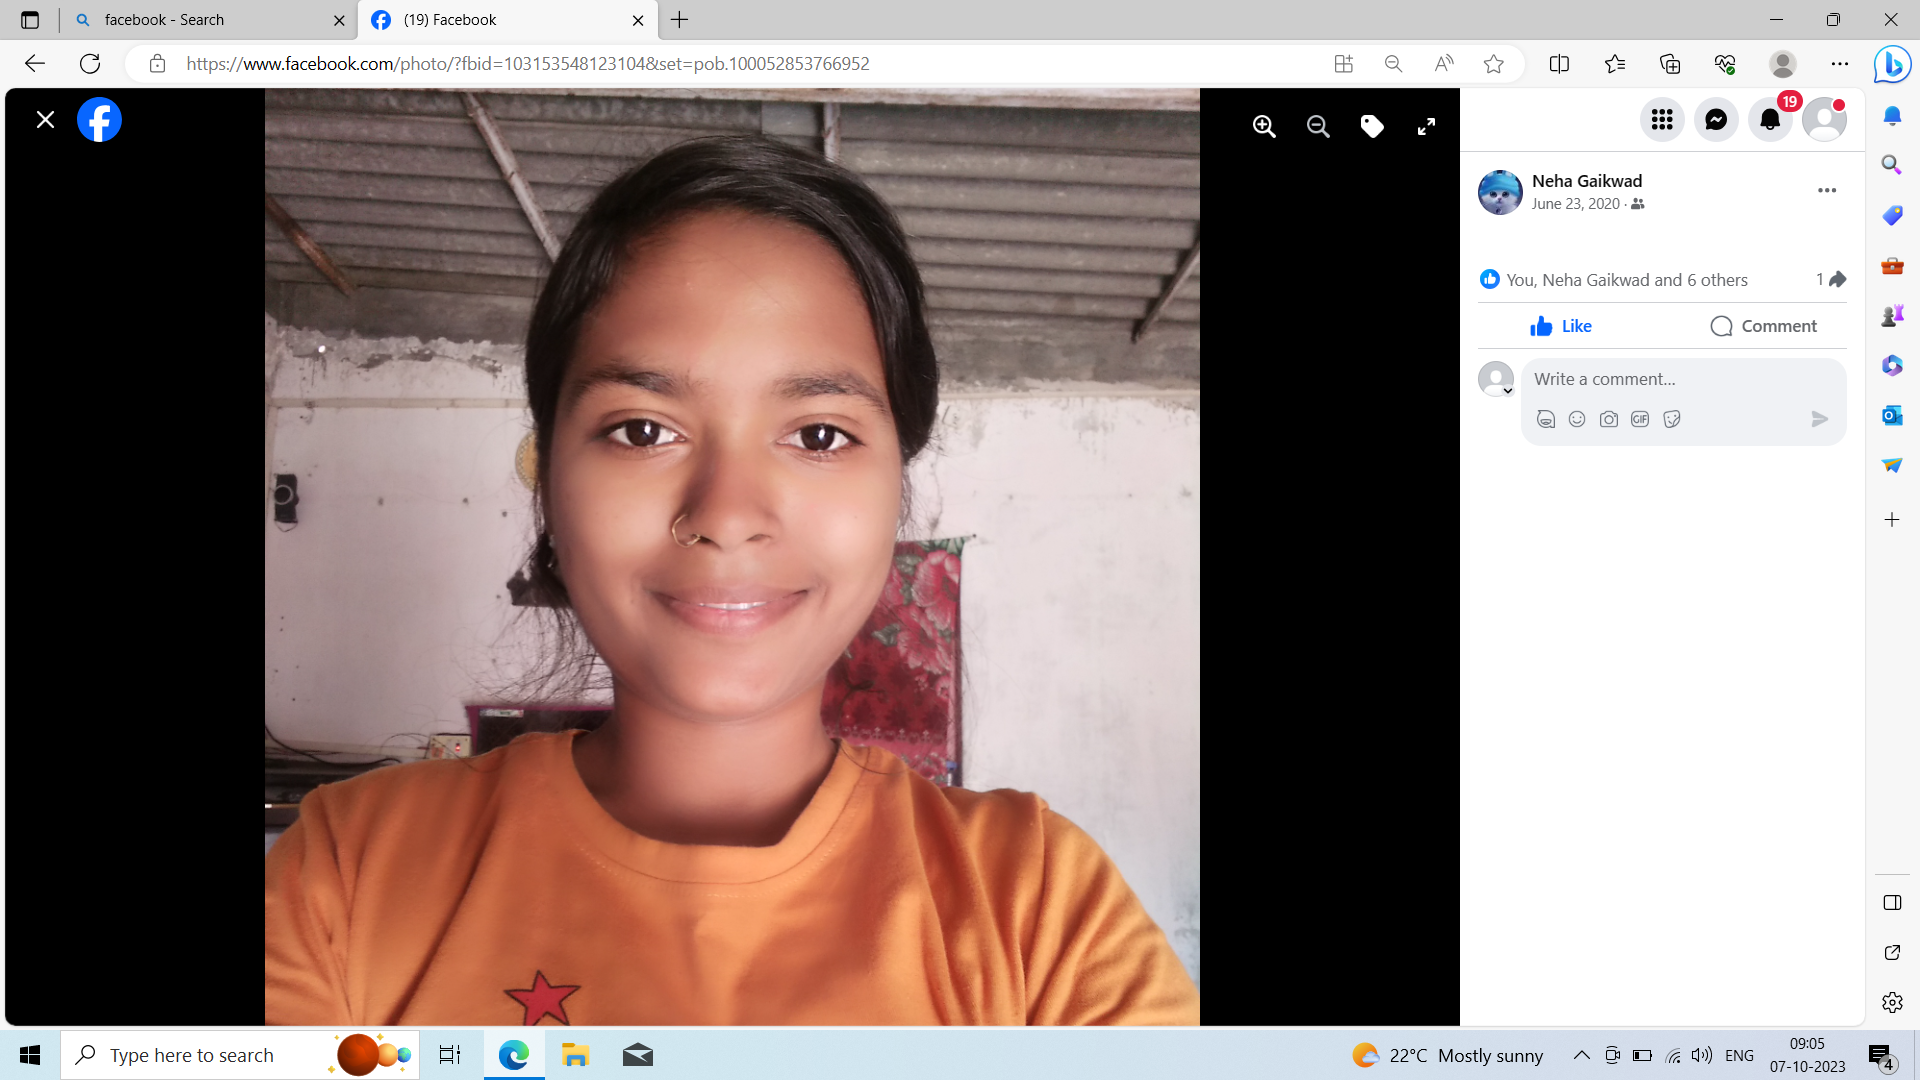 facebook - Search
(19) Facebook
https://www.facebook.com/photo/?fbid=103153548123104&set=pob.100052853766952
19
Neha Gaikwad
June 23, 2020 ·
You, Neha Gaikwad and 6 others
1
Like
Comment
Write a comment...
GIF
Type here to search
22°C Mostly sunny
ENG
09:05
07-10-2023
4